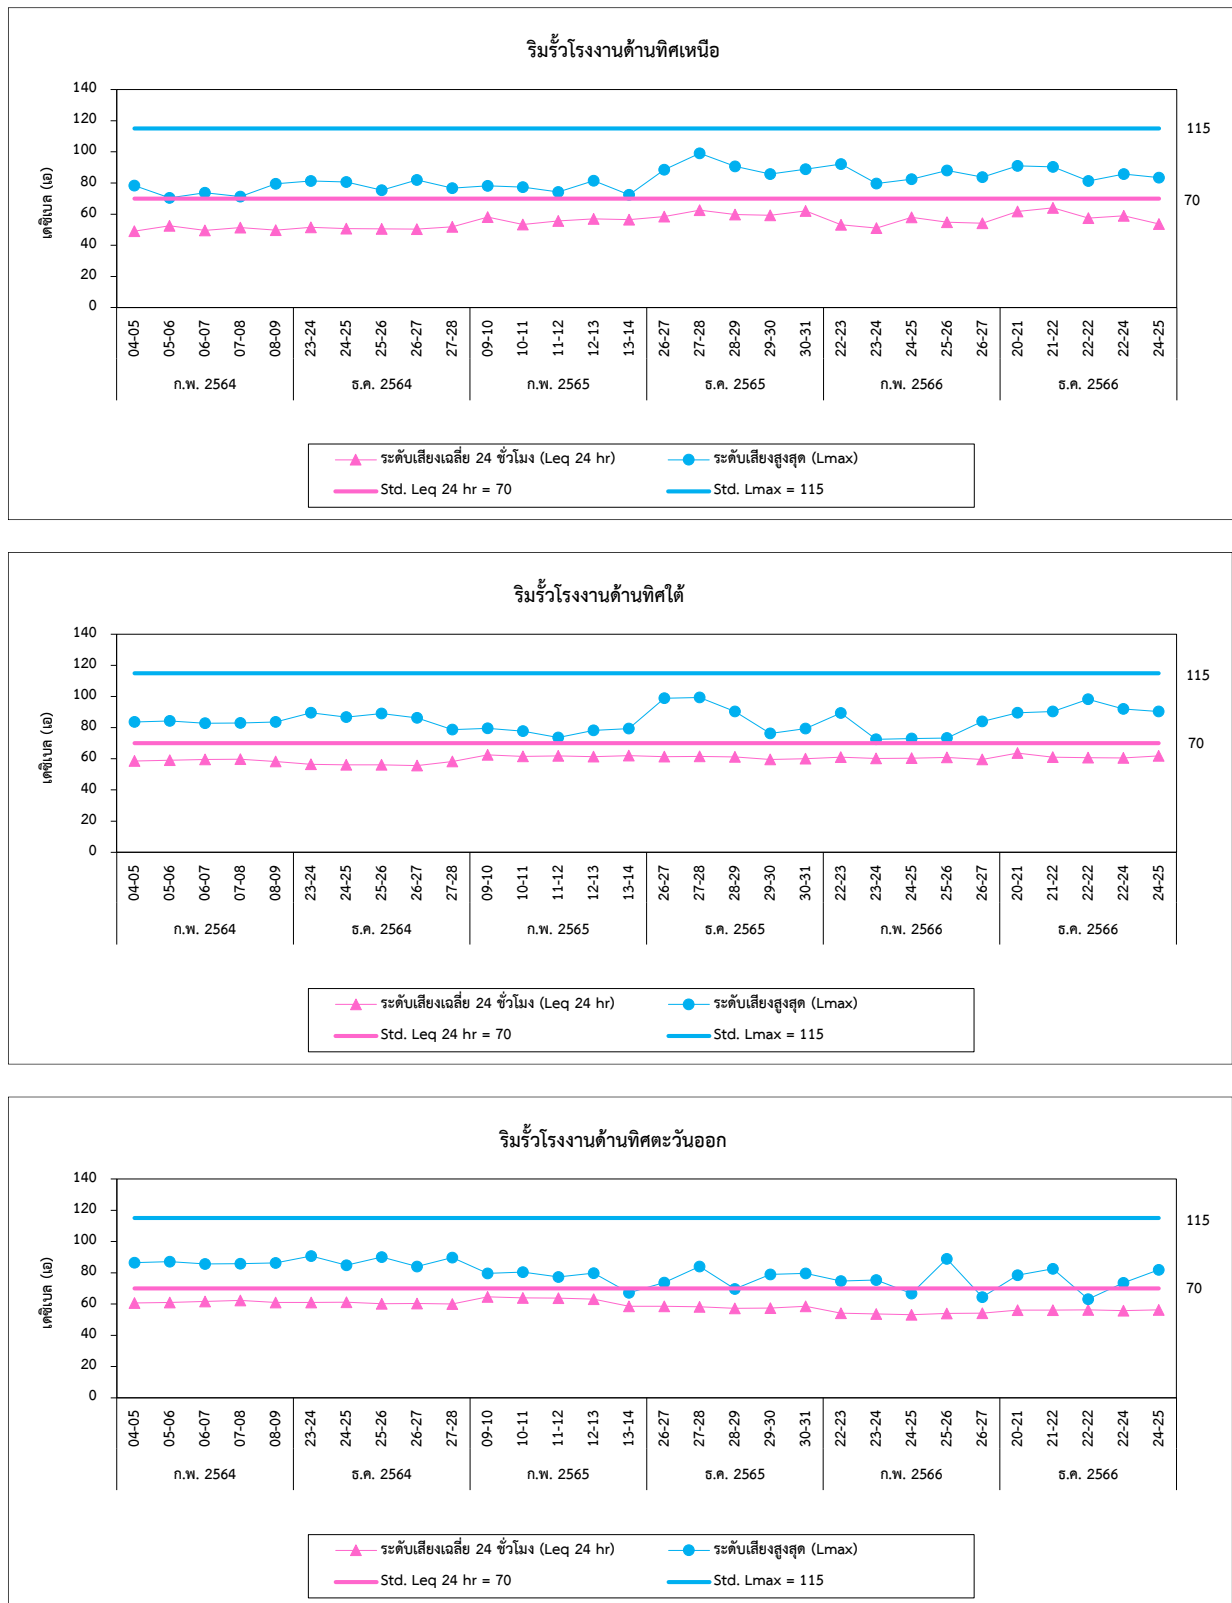 ริมรั้วโรงงานด้านทิศเหนือ
เดซิเบล (เอ)
140
120
100
80
60
40
20
0
115
70
04-05 05-06 06-07 07-08 08-09 23-24 24-25 25-26 26-27 27-28 09-10 10-11 11-12 12-13 13-14 26-27 27-28 28-29 29-30 30-31 22-23 23-24 24-25 25-26 26-27 20-21 21-22 22-22 22-24 24-25
ก.พ. 2564 ธ.ค. 2564 ก.พ. 2565 ธ.ค. 2565 ก.พ. 2566 ธ.ค. 2566
ระดับเสียงเฉลี่ย 24 ชั่วโมง (Leq 24 hr) ระดับเสียงสูงสุด (Lmax)
Std. Leq 24 hr = 70 Std. Lmax = 115
ริมรั้วโรงงานด้านทิศใต้
เดซิเบล (เอ)
140
120
100
80
60
40
20
0
115
70
04-05 05-06 06-07 07-08 08-09 23-24 24-25 25-26 26-27 27-28 09-10 10-11 11-12 12-13 13-14 26-27 27-28 28-29 29-30 30-31 22-23 23-24 24-25 25-26 26-27 20-21 21-22 22-22 22-24 24-25
ก.พ. 2564 ธ.ค. 2564 ก.พ. 2565 ธ.ค. 2565 ก.พ. 2566 ธ.ค. 2566
ระดับเสียงเฉลี่ย 24 ชั่วโมง (Leq 24 hr) ระดับเสียงสูงสุด (Lmax)
Std. Leq 24 hr = 70 Std. Lmax = 115
ริมรั้วโรงงานด้านทิศตะวันออก
เดซิเบล (เอ)
140
120
100
80
60
40
20
0
115
70
04-05 05-06 06-07 07-08 08-09 23-24 24-25 25-26 26-27 27-28 09-10 10-11 11-12 12-13 13-14 26-27 27-28 28-29 29-30 30-31 22-23 23-24 24-25 25-26 26-27 20-21 21-22 22-22 22-24 24-25
ก.พ. 2564 ธ.ค. 2564 ก.พ. 2565 ธ.ค. 2565 ก.พ. 2566 ธ.ค. 2566
ระดับเสียงเฉลี่ย 24 ชั่วโมง (Leq 24 hr) ระดับเสียงสูงสุด (Lmax)
Std. Leq 24 hr = 70 Std. Lmax = 115